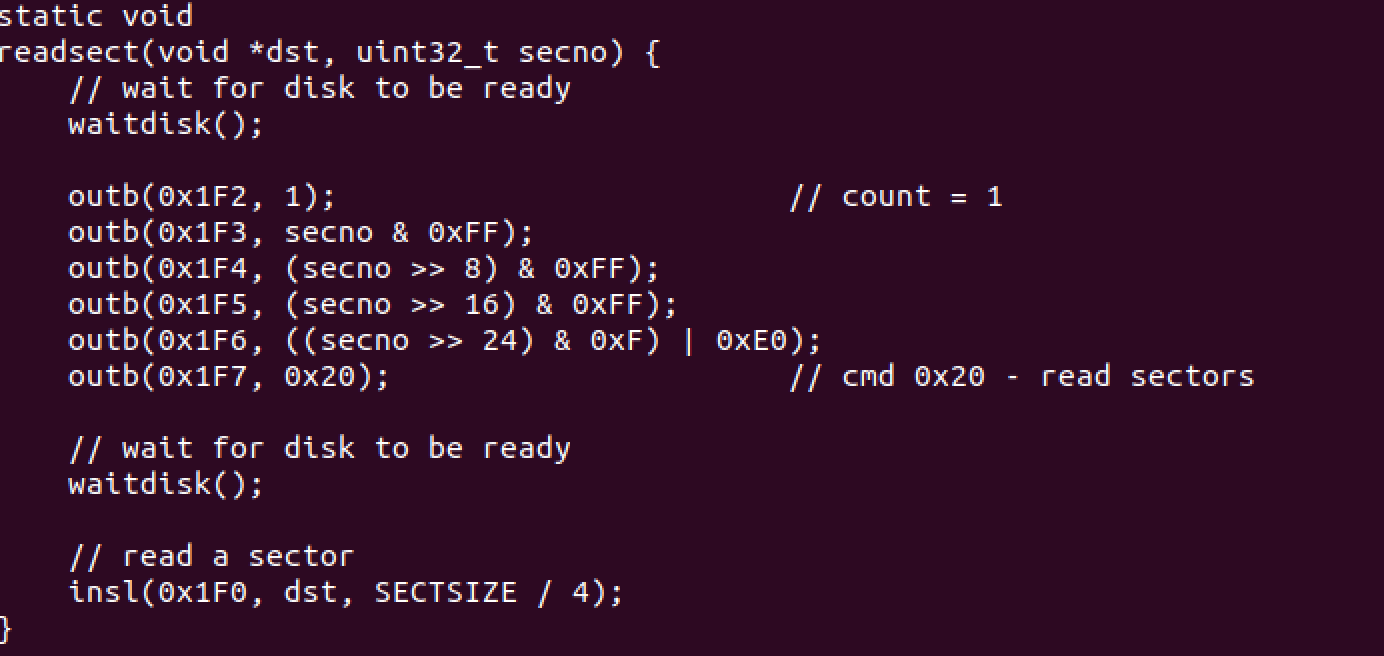 static void
readsect(void *dst, uint32_t secno) {
    // wait for disk to be ready
    waitdisk();

    outb(0x1F2, 1);                         // count = 1
    outb(0x1F3, secno & 0xFF);
    outb(0x1F4, (secno >> 8) & 0xFF);
    outb(0x1F5, (secno >> 16) & 0xFF);
    outb(0x1F6, ((secno >> 24) & 0xF) | 0xE0);
    outb(0x1F7, 0x20);                      // cmd 0x20 - read sectors

    // wait for disk to be ready
    waitdisk();

    // read a sector
    insl(0x1F0, dst, SECTSIZE / 4);
}